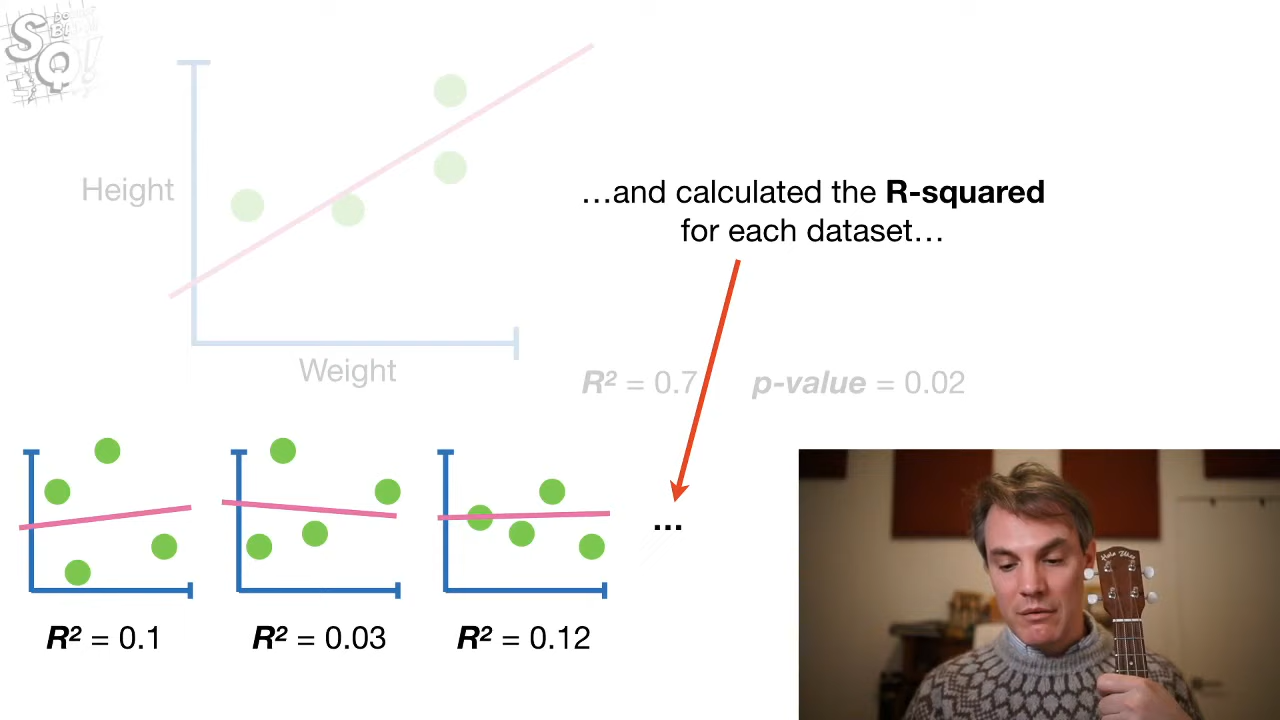 SQ!
Height
…and calculated the R-squared
for each dataset…
Weight
R² = 0.7
p-value = 0.02
…
R² = 0.1
R² = 0.03
R² = 0.12